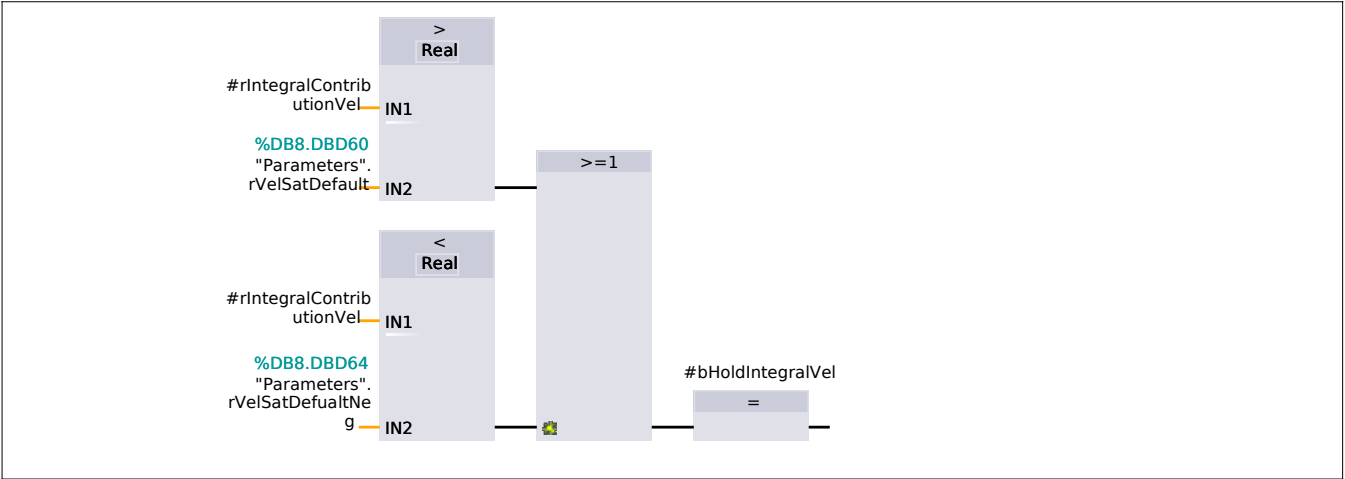 >
Real
#rIntegralContrib
utionVel
IN1
%DB8.DBD60
"Parameters".
rVelSatDefault
IN2
>=1
<
Real
#rIntegralContrib
utionVel
IN1
%DB8.DBD64
"Parameters".
rVelSatDefualtNe
g
IN2
#bHoldIntegralVel
=